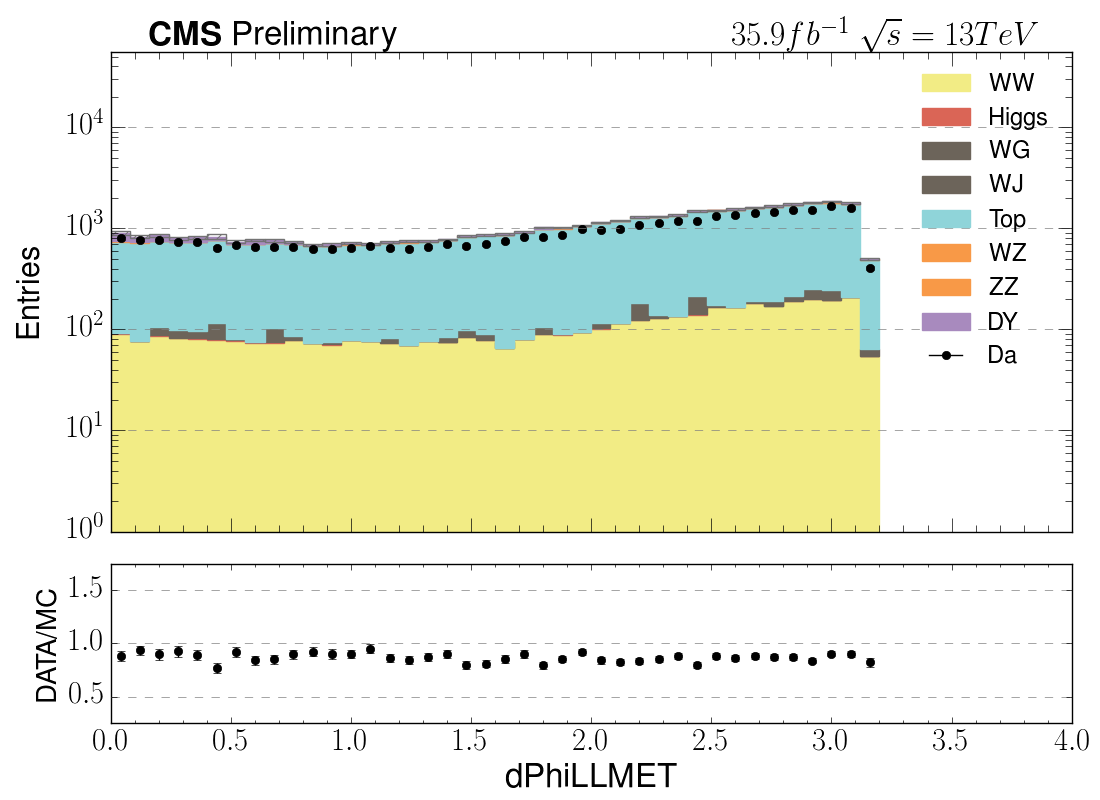 CMS Preliminary 35.9fb⁻¹ √s = 13TeV
Entries
10⁴
10³
10²
10¹
10⁰
WW
Higgs
WG
WJ
Top
WZ
ZZ
DY
Da
DATA/MC
1.5
1.0
0.5
0.0 0.5 1.0 1.5 2.0 2.5 3.0 3.5 4.0
dPhiLLMET